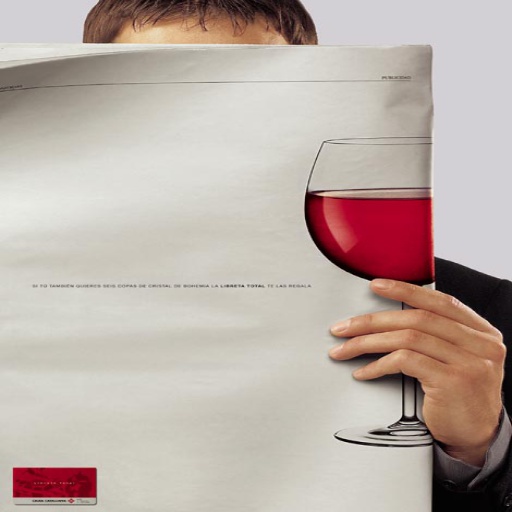 PUBLICIDAD
SI TÚ TAMBIÉN QUIERES SEIS COPAS DE CRISTAL DE BOHEMIA LA LIBRETA TOTAL TE LAS REGALA
LIBRETA TOTAL
CAIXA CATALUNYA